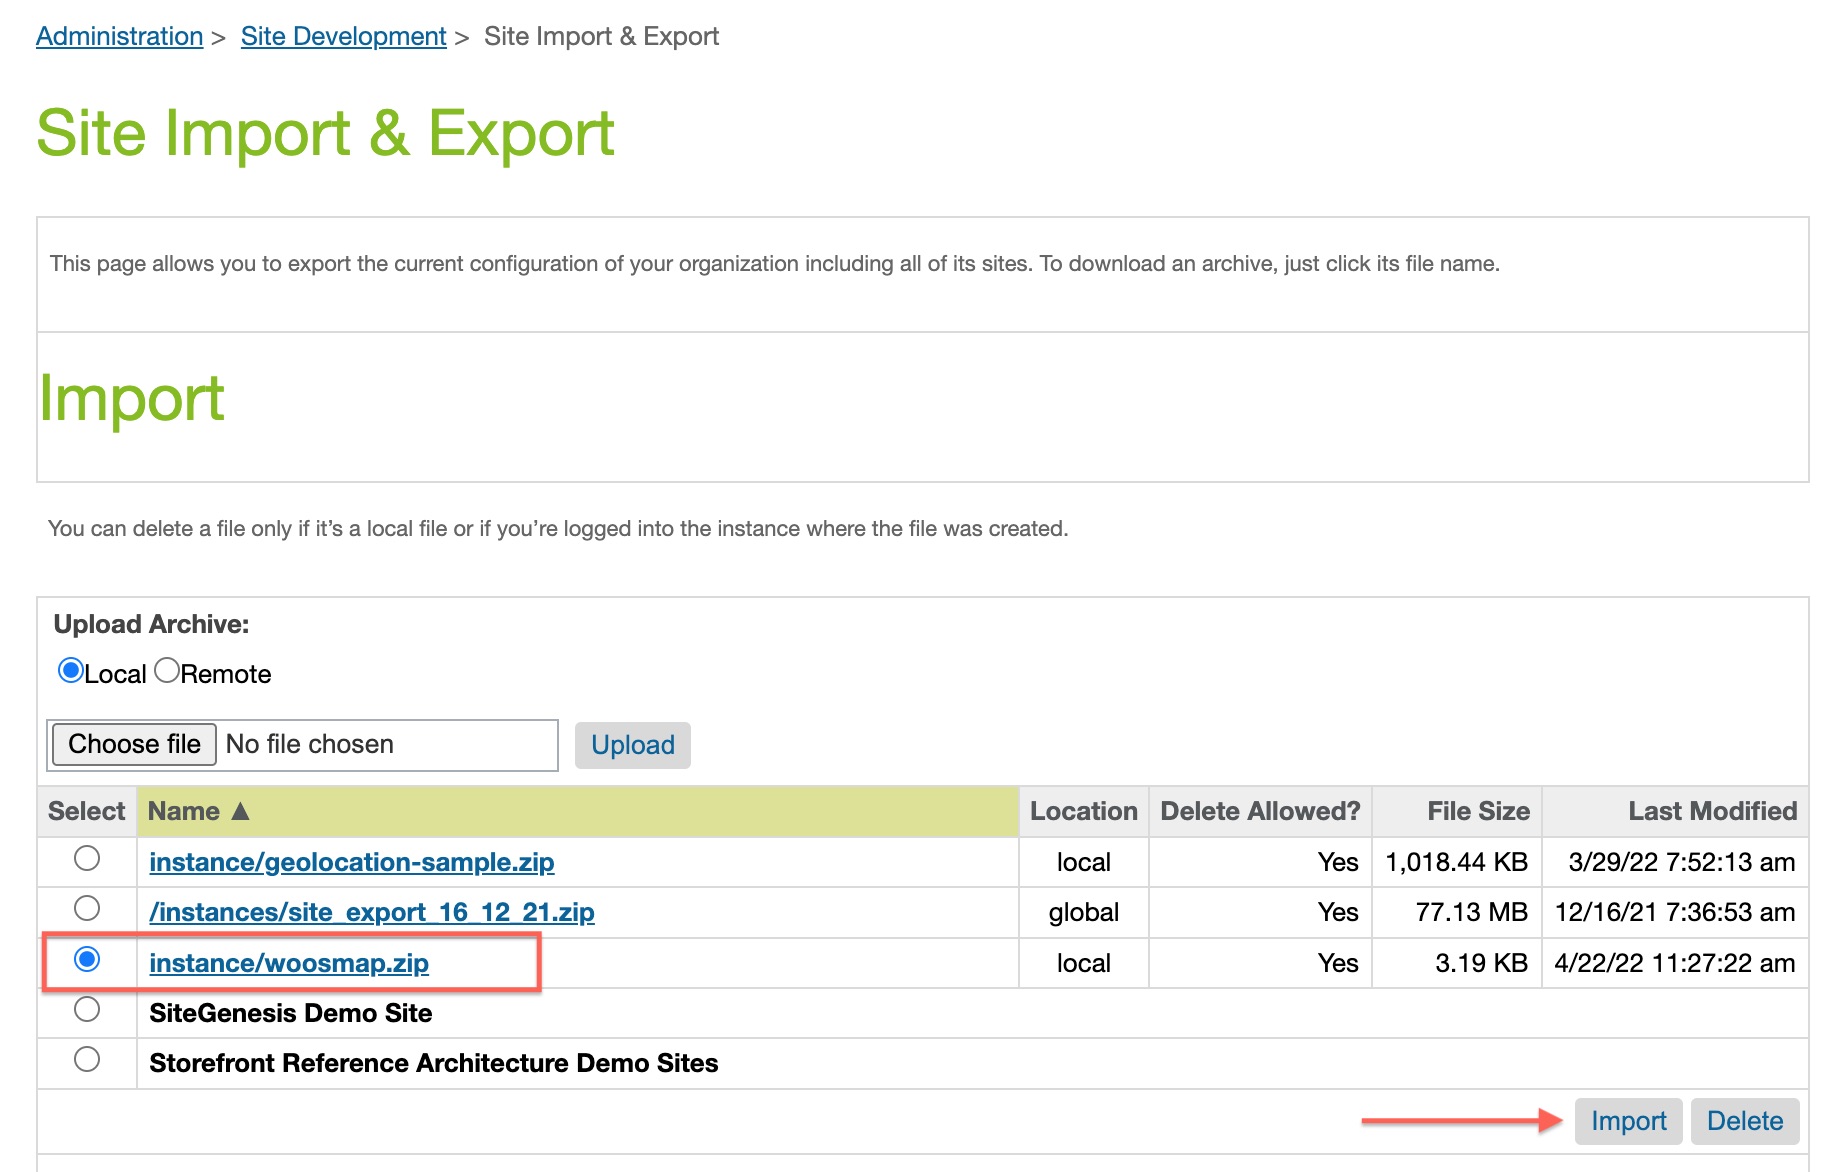 Administration > Site Development > Site Import & Export
Site Import & Export
This page allows you to export the current configuration of your organization including all of its sites. To download an archive, just click its file name.
Import
You can delete a file only if it’s a local file or if you’re logged into the instance where the file was created.
Upload Archive:
Local Remote
Choose file No file chosen Upload
Select Name ▲ Location Delete Allowed? File Size Last Modified
instance/geolocation-sample.zip local Yes 1,018.44 KB 3/29/22 7:52:13 am
/instances/site_export_16_12_21.zip global Yes 77.13 MB 12/16/21 7:36:53 am
instance/woosmap.zip local Yes 3.19 KB 4/22/22 11:27:22 am
SiteGenesis Demo Site
Storefront Reference Architecture Demo Sites
Import Delete